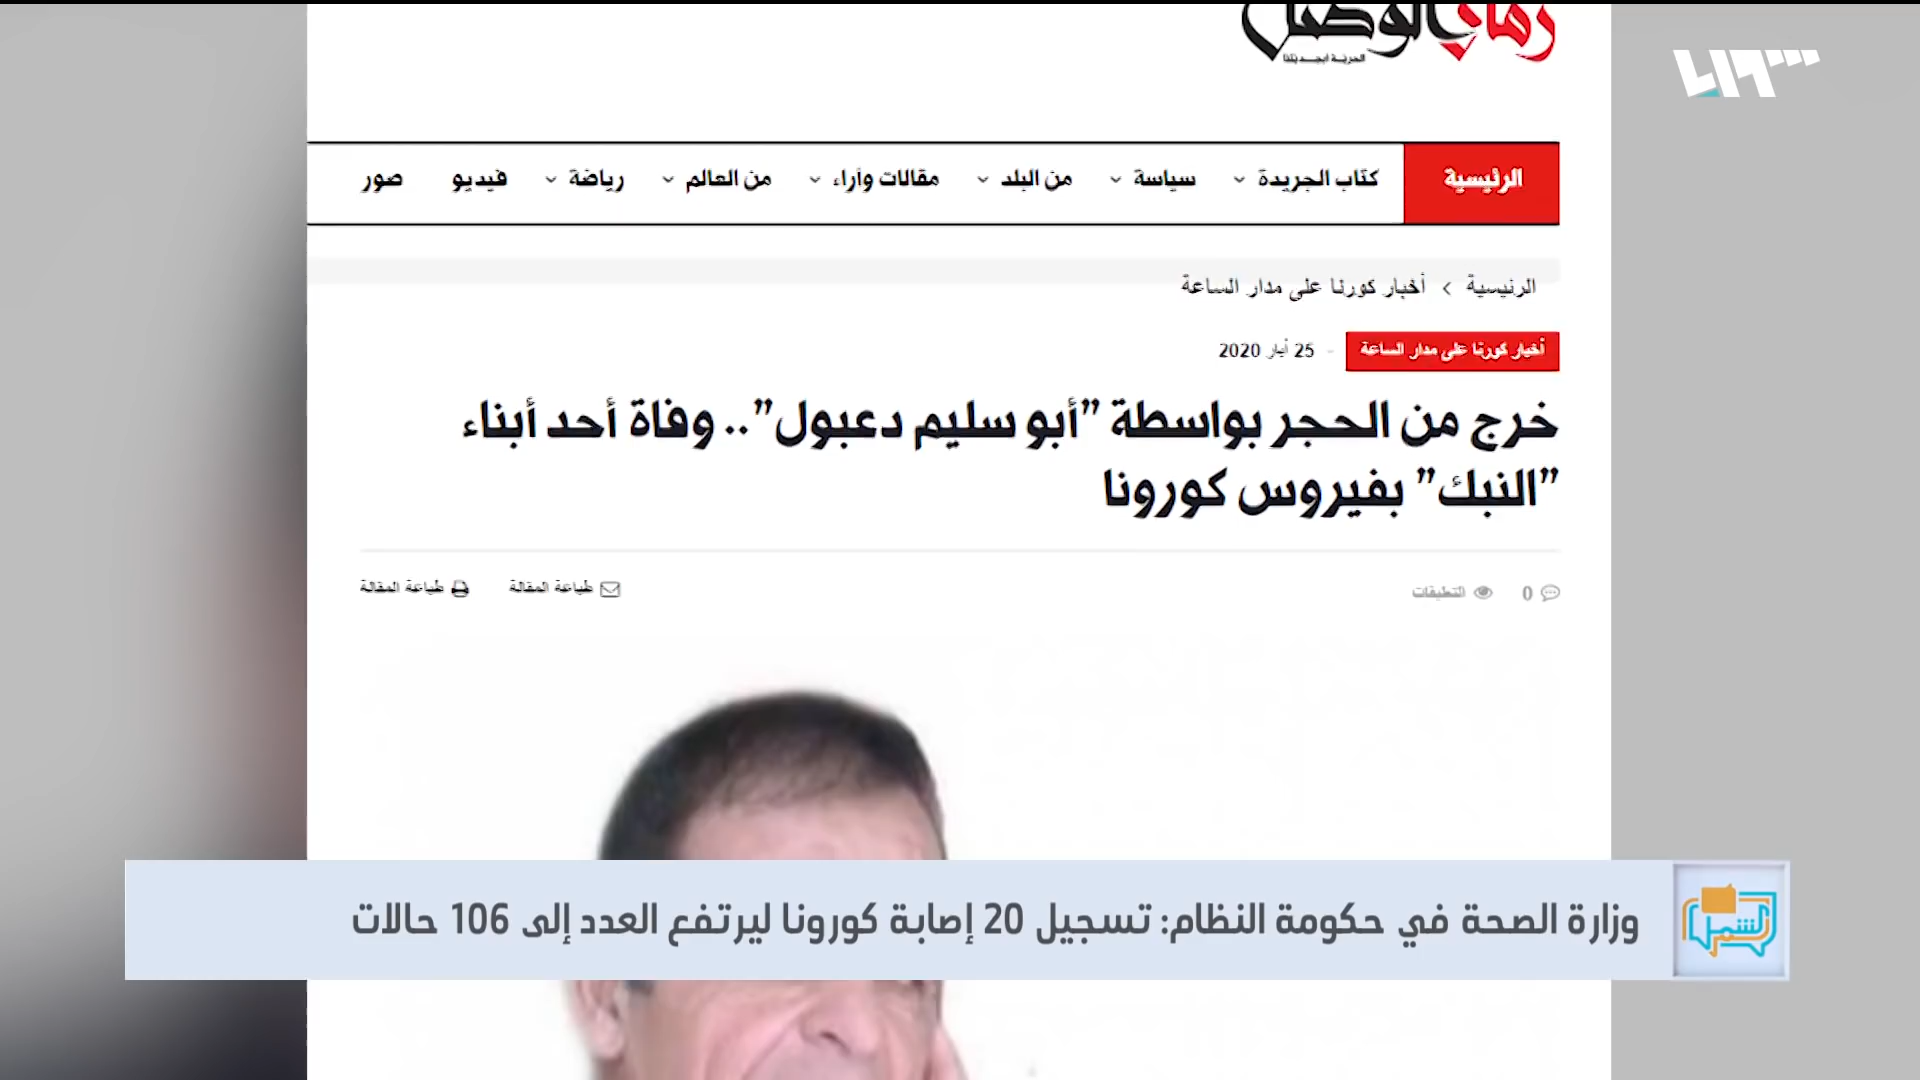 زمان الوصل
سوريا
الرئيسية كتّاب الجريدة سياسة من البلد مقالات وآراء من العالم رياضة فيديو صور
الرئيسية > أخبار كورنا على مدار الساعة
أخبار كورنا على مدار الساعة - 25 أيار 2020
خرج من الحجر بواسطة "أبو سليم دعبول".. وفاة أحد أبناء
"النبك" بفيروس كورونا
0 التعليقات طباعة المقالة طباعة المقالة
وزارة الصحة في حكومة النظام: تسجيل 20 إصابة كورونا ليرتفع العدد إلى 106 حالات